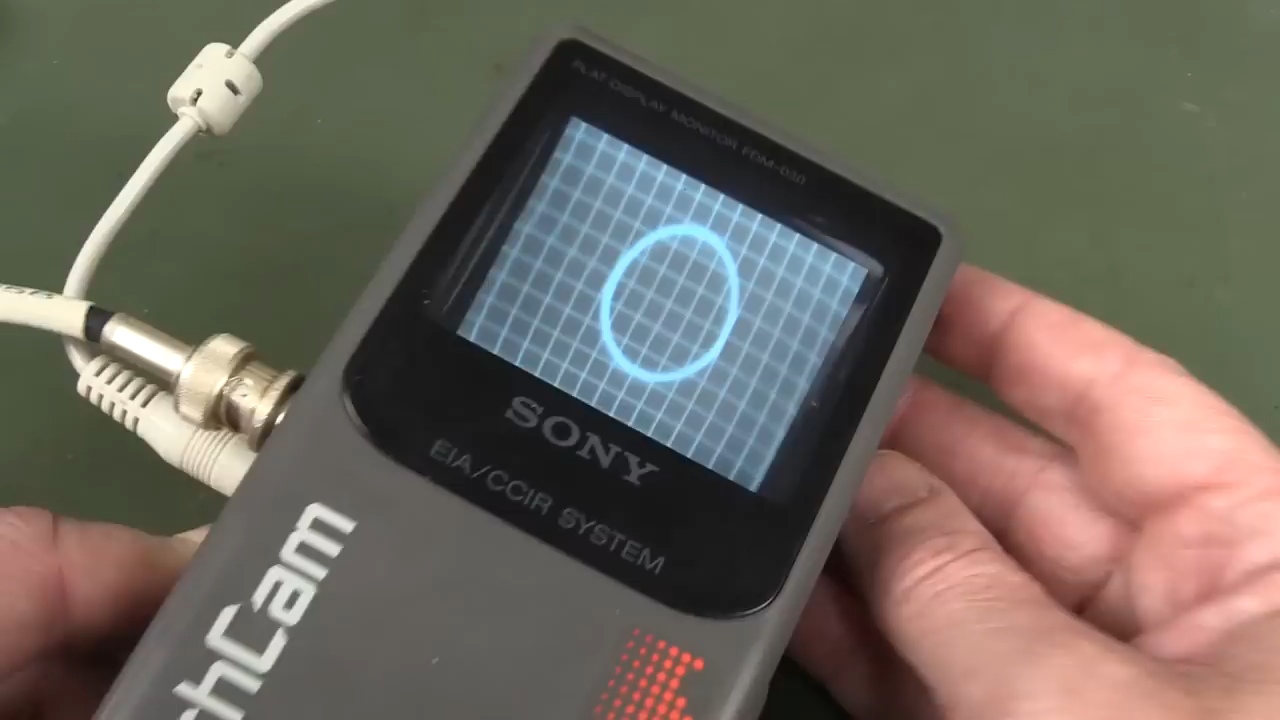 FLAT DISPLAY MONITOR FDM-030
SONY
EIA/CCIR SYSTEM
chCam